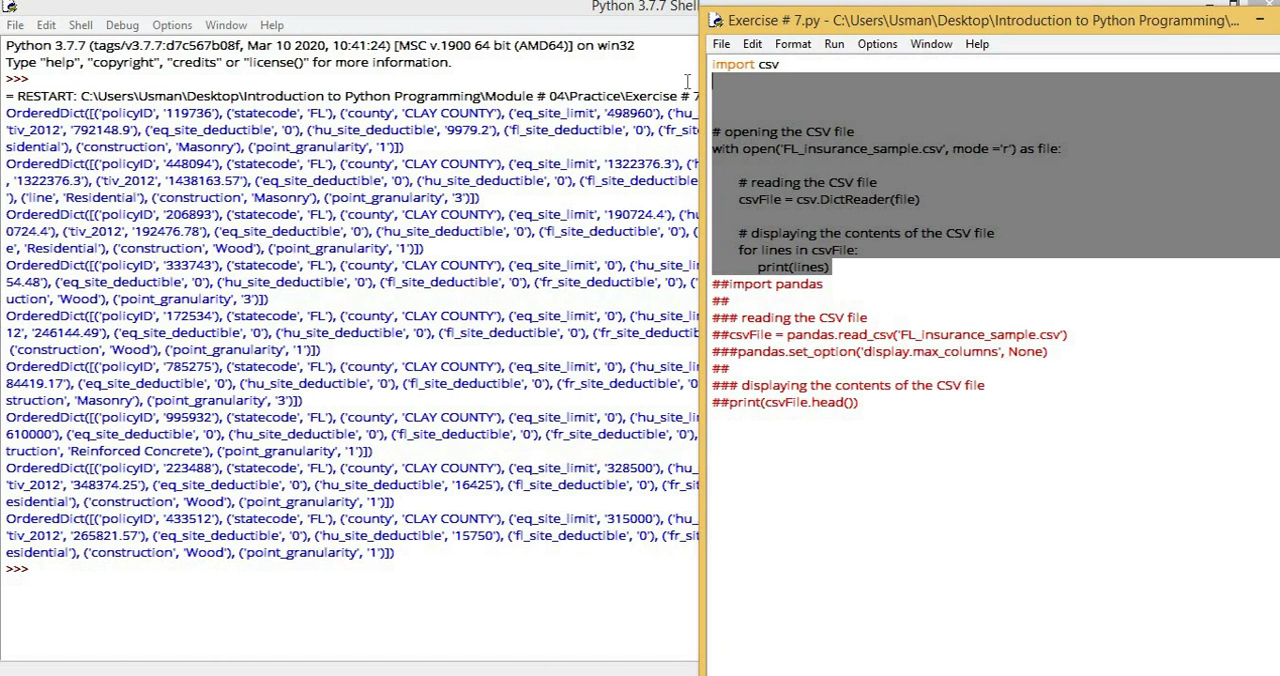 Python 3.7.7 Shell
File Edit Shell Debug Options Window Help
Python 3.7.7 (tags/v3.7.7:d7c567b08f, Mar 10 2020, 10:41:24) [MSC v.1900 64 bit (AMD64)] on win32
Type "help", "copyright", "credits" or "license()" for more information.
>>>
= RESTART: C:\Users\Usman\Desktop\Introduction to Python Programming\Module # 04\Practice\Exercise # 7
OrderedDict([('policyID', '119736'), ('statecode', 'FL'), ('county', 'CLAY COUNTY'), ('eq_site_limit', '498960'), ('hu_
'tiv_2012', '792148.9'), ('eq_site_deductible', '0'), ('hu_site_deductible', '9979.2'), ('fl_site_deductible', '0'), ('fr_
sidential'), ('construction', 'Masonry'), ('point_granularity', '1')])
OrderedDict([('policyID', '448094'), ('statecode', 'FL'), ('county', 'CLAY COUNTY'), ('eq_site_limit', '1322376.3'), ('h
, '1322376.3'), ('tiv_2012', '1438163.57'), ('eq_site_deductible', '0'), ('hu_site_deductible', '0'), ('fl_site_deductible
'), ('line', 'Residential'), ('construction', 'Masonry'), ('point_granularity', '3')])
OrderedDict([('policyID', '206893'), ('statecode', 'FL'), ('county', 'CLAY COUNTY'), ('eq_site_limit', '190724.4'), ('hu
0724.4'), ('tiv_2012', '192476.78'), ('eq_site_deductible', '0'), ('hu_site_deductible', '0'), ('fl_site_deductible', '0'),
e', 'Residential'), ('construction', 'Wood'), ('point_granularity', '1')])
OrderedDict([('policyID', '333743'), ('statecode', 'FL'), ('county', 'CLAY COUNTY'), ('eq_site_limit', '0'), ('hu_site_lim
54.48'), ('eq_site_deductible', '0'), ('hu_site_deductible', '0'), ('fl_site_deductible', '0'), ('fr_site_deductible', '0'),
uction', 'Wood'), ('point_granularity', '3')])
OrderedDict([('policyID', '172534'), ('statecode', 'FL'), ('county', 'CLAY COUNTY'), ('eq_site_limit', '0'), ('hu_site_lim
12', '246144.49'), ('eq_site_deductible', '0'), ('hu_site_deductible', '0'), ('fl_site_deductible', '0'), ('fr_site_deductib
('construction', 'Wood'), ('point_granularity', '1')])
OrderedDict([('policyID', '785275'), ('statecode', 'FL'), ('county', 'CLAY COUNTY'), ('eq_site_limit', '0'), ('hu_site_lim
84419.17'), ('eq_site_deductible', '0'), ('hu_site_deductible', '0'), ('fl_site_deductible', '0'), ('fr_site_deductible', '0
struction', 'Masonry'), ('point_granularity', '3')])
OrderedDict([('policyID', '995932'), ('statecode', 'FL'), ('county', 'CLAY COUNTY'), ('eq_site_limit', '0'), ('hu_site_lim
610000'), ('eq_site_deductible', '0'), ('hu_site_deductible', '0'), ('fl_site_deductible', '0'), ('fr_site_deductible', '0'),
truction', 'Reinforced Concrete'), ('point_granularity', '1')])
OrderedDict([('policyID', '223488'), ('statecode', 'FL'), ('county', 'CLAY COUNTY'), ('eq_site_limit', '328500'), ('hu_
'tiv_2012', '348374.25'), ('eq_site_deductible', '0'), ('hu_site_deductible', '16425'), ('fl_site_deductible', '0'), ('fr_si
esidential'), ('construction', 'Wood'), ('point_granularity', '1')])
OrderedDict([('policyID', '433512'), ('statecode', 'FL'), ('county', 'CLAY COUNTY'), ('eq_site_limit', '315000'), ('hu_
'tiv_2012', '265821.57'), ('eq_site_deductible', '0'), ('hu_site_deductible', '15750'), ('fl_site_deductible', '0'), ('fr_si
esidential'), ('construction', 'Wood'), ('point_granularity', '1')])
>>>
Exercise # 7.py - C:\Users\Usman\Desktop\Introduction to Python Programming\...
File Edit Format Run Options Window Help
import csv
# opening the CSV file
with open('FL_insurance_sample.csv', mode ='r') as file:
# reading the CSV file
csvFile = csv.DictReader(file)
# displaying the contents of the CSV file
for lines in csvFile:
print(lines)
##import pandas
##
### reading the CSV file
##csvFile = pandas.read_csv('FL_insurance_sample.csv')
###pandas.set_option('display.max_columns', None)
##
### displaying the contents of the CSV file
##print(csvFile.head())